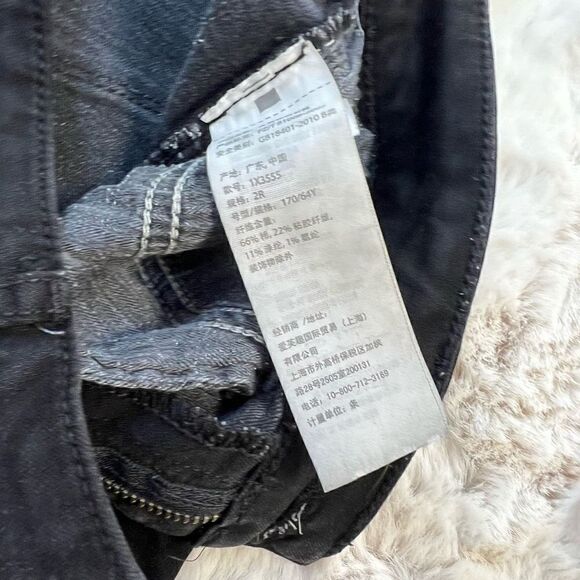 安全类别: GB18401-2010 B类
产地: 广东, 中国
款号: 1X3555
规格: 2R
号型/规格: 170/64Y
纤维含量:
66% 棉, 22% 粘胶纤维,
11% 涤纶, 1% 氨纶
装饰物除外
经销商 /地址:
爱芙趣国际贸易 (上海)
有限公司
上海市外高桥保税区加枫
路28号2505室200131
电话: 10-800-712-3189
计量单位: 条